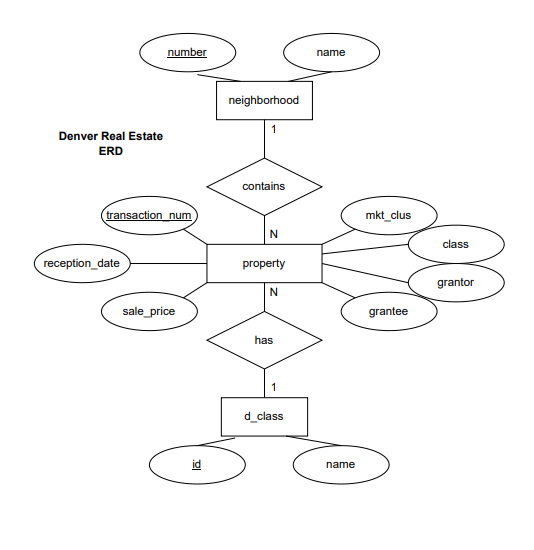 number
name
neighborhood
1
Denver Real Estate
ERD
contains
transaction_num
mkt_clus
N
class
reception_date
property
grantor
N
sale_price
grantee
has
1
d_class
id
name